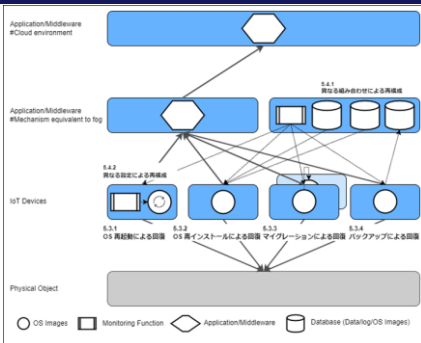 Application/Middleware
#Cloud environment
5.4.1
異なる組み合わせによる再構成
Application/Middleware
#Mechanism equivalent to fog
5.4.2
異なる設定による再構成
IoT Devices
5.3.1
OS 再起動による回復
5.3.2
OS 再インストールによる回復
5.3.3
マイグレーションによる回復
5.3.4
バックアップによる回復
Physical Object
OS Images
Monitoring Function
Application/Middleware
Database (Data/log/OS Images)